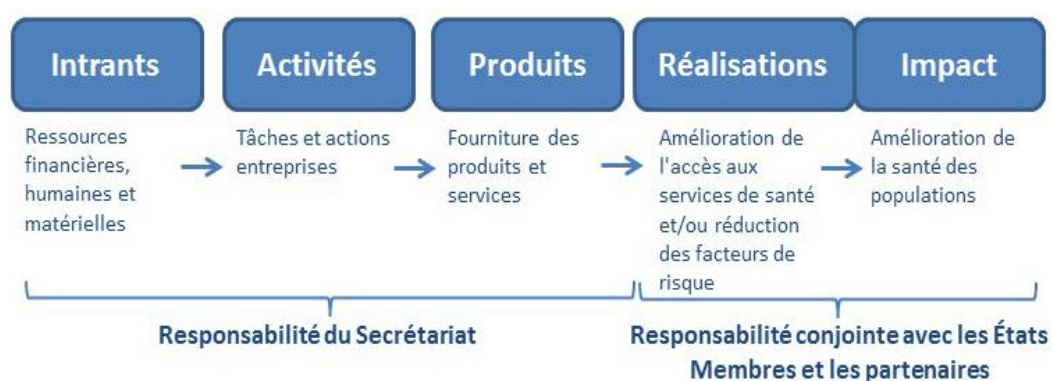 Intrants
Activités
Produits
Réalisations
Impact
Ressources
financières,
humaines et
matérielles
Tâches et actions
entreprises
Fourniture des
produits et
services
Amélioration de
l'accès aux
services de santé
et/ou réduction
des facteurs de
risque
Amélioration de
la santé des
populations
Responsabilité du Secrétariat
Responsabilité conjointe avec les États
Membres et les partenaires